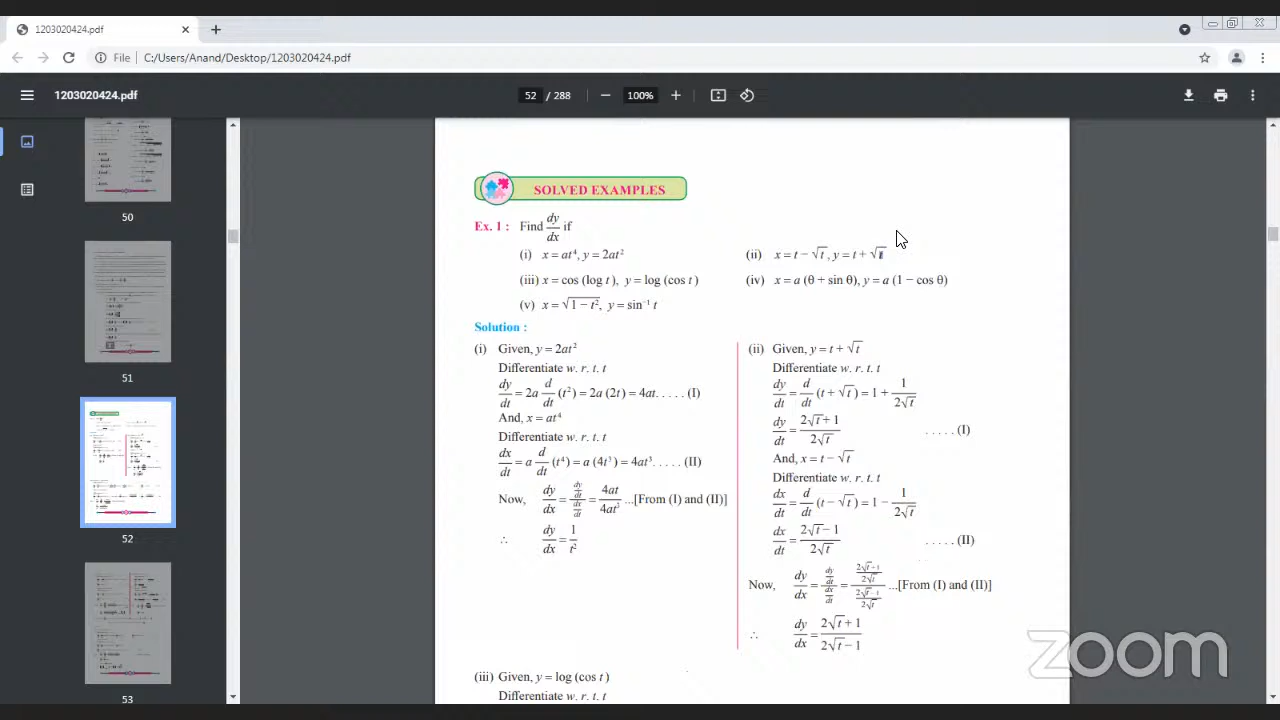 1203020424.pdf
File | C:/Users/Anand/Desktop/1203020424.pdf
1203020424.pdf
52 / 288
100%
50
51
52
53
SOLVED EXAMPLES
Ex. 1 : Find dy/dx if
(i) x = at⁴, y = 2at²
(ii) x = t − √t, y = t + √t
(iii) x = cos (log t), y = log (cos t)
(iv) x = a (θ + sin θ), y = a (1 − cos θ)
(v) x = √(1 − t²), y = sin⁻¹ t
Solution :
(i) Given, y = 2at²
Differentiate w. r. t. t
dy/dt = 2a d/dt (t²) = 2a (2t) = 4at. . . . . (I)
And, x = at⁴
Differentiate w. r. t. t
dx/dt = a d/dt (t⁴) = a (4t³) = 4at³. . . . . (II)
Now, dy/dx = (dy/dt)/(dx/dt) = 4at/4at³ ...[From (I) and (II)]
∴ dy/dx = 1/t²
(ii) Given, y = t + √t
Differentiate w. r. t. t
dy/dt = d/dt (t + √t) = 1 + 1/(2√t)
dy/dt = (2√t + 1)/(2√t) . . . . . (I)
And, x = t − √t
Differentiate w. r. t. t
dx/dt = d/dt (t − √t) = 1 − 1/(2√t)
dx/dt = (2√t − 1)/(2√t) . . . . . (II)
Now, dy/dx = (dy/dt)/(dx/dt) = ...[From (I) and (II)]
∴ dy/dx = (2√t + 1)/(2√t − 1)
(iii) Given, y = log (cos t)
Differentiate w. r. t. t
zoom